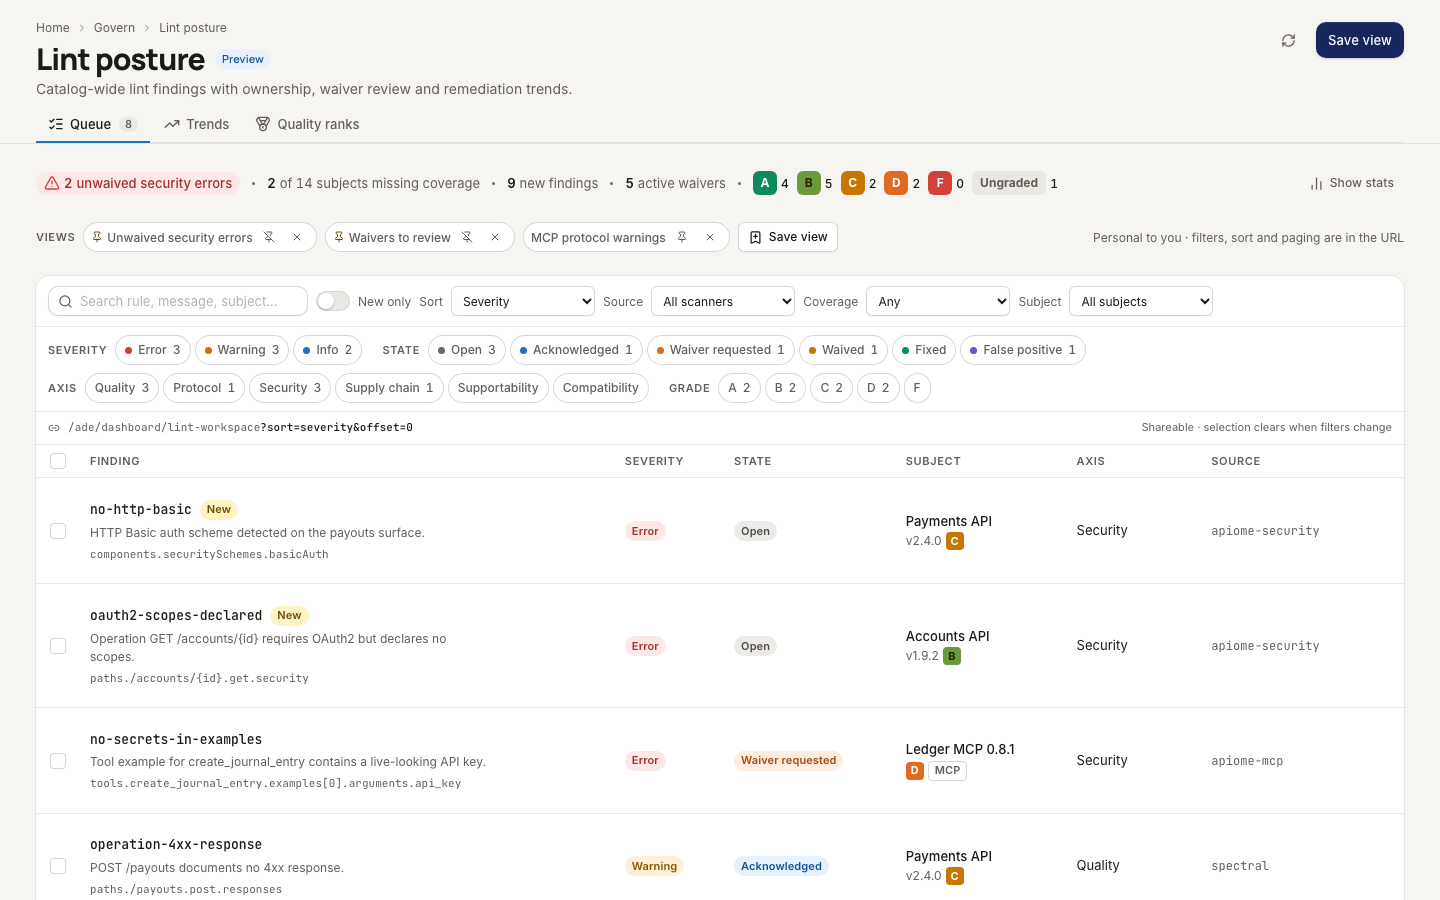 Home > Govern > Lint posture
Lint posture Preview
Save view
Catalog-wide lint findings with ownership, waiver review and remediation trends.
Queue 8 Trends Quality ranks
2 unwaived security errors • 2 of 14 subjects missing coverage • 9 new findings • 5 active waivers • A 4 B 5 C 2 D 2 F 0 Ungraded 1 Show stats
VIEWS Unwaived security errors Waivers to review MCP protocol warnings Save view Personal to you · filters, sort and paging are in the URL
Search rule, message, subject... New only Sort Severity Source All scanners Coverage Any Subject All subjects
SEVERITY Error 3 Warning 3 Info 2 STATE Open 3 Acknowledged 1 Waiver requested 1 Waived 1 Fixed False positive 1
AXIS Quality 3 Protocol 1 Security 3 Supply chain 1 Supportability Compatibility GRADE A 2 B 2 C 2 D 2 F
/ade/dashboard/lint-workspace?sort=severity&offset=0 Shareable · selection clears when filters change
FINDING SEVERITY STATE SUBJECT AXIS SOURCE
no-http-basic New
HTTP Basic auth scheme detected on the payouts surface.
components.securitySchemes.basicAuth
Error Open Payments API Security apiome-security
v2.4.0 C
oauth2-scopes-declared New
Operation GET /accounts/{id} requires OAuth2 but declares no
scopes.
paths./accounts/{id}.get.security
Error Open Accounts API Security apiome-security
v1.9.2 B
no-secrets-in-examples
Tool example for create_journal_entry contains a live-looking API key.
tools.create_journal_entry.examples[0].arguments.api_key
Error Waiver requested Ledger MCP 0.8.1 Security apiome-mcp
D MCP
operation-4xx-response
POST /payouts documents no 4xx response.
paths./payouts.post.responses
Warning Acknowledged Payments API Quality spectral
v2.4.0 C